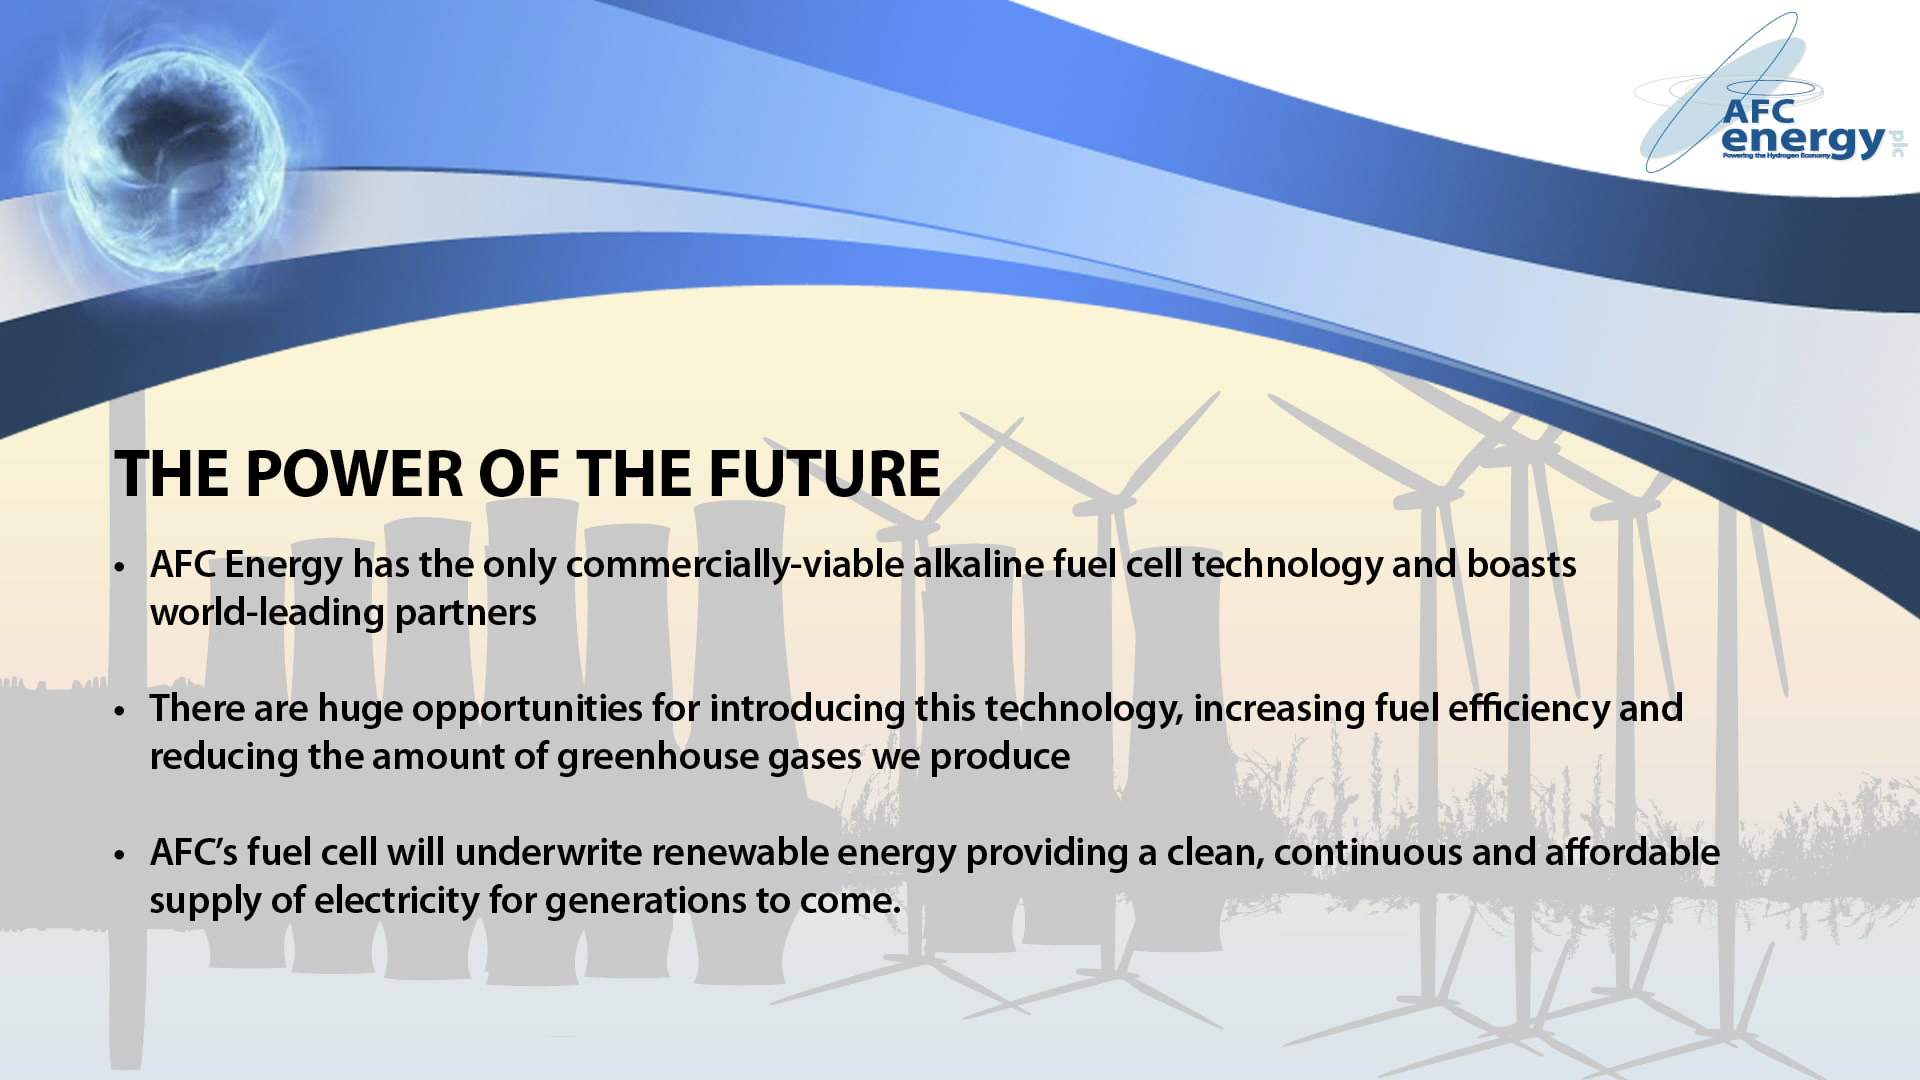 AFC
energy plc
Powering the Hydrogen Economy
THE POWER OF THE FUTURE
• AFC Energy has the only commercially-viable alkaline fuel cell technology and boasts
world-leading partners
• There are huge opportunities for introducing this technology, increasing fuel efficiency and
reducing the amount of greenhouse gases we produce
• AFC’s fuel cell will underwrite renewable energy providing a clean, continuous and affordable
supply of electricity for generations to come.